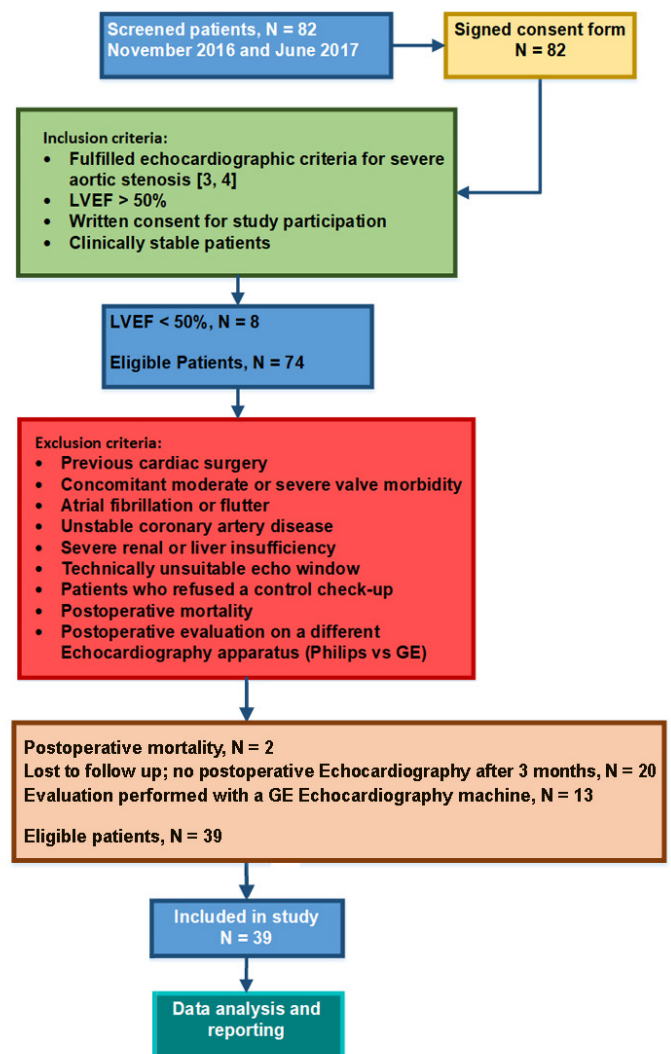 Screened patients, N = 82
November 2016 and June 2017
Signed consent form
N = 82
Inclusion criteria:
• Fulfilled echocardiographic criteria for severe
aortic stenosis [3, 4]
• LVEF > 50%
• Written consent for study participation
• Clinically stable patients
LVEF < 50%, N = 8
Eligible Patients, N = 74
Exclusion criteria:
• Previous cardiac surgery
• Concomitant moderate or severe valve morbidity
• Atrial fibrillation or flutter
• Unstable coronary artery disease
• Severe renal or liver insufficiency
• Technically unsuitable echo window
• Patients who refused a control check-up
• Postoperative mortality
• Postoperative evaluation on a different
Echocardiography apparatus (Philips vs GE)
Postoperative mortality, N = 2
Lost to follow up; no postoperative Echocardiography after 3 months, N = 20
Evaluation performed with a GE Echocardiography machine, N = 13
Eligible patients, N = 39
Included in study
N = 39
Data analysis and
reporting